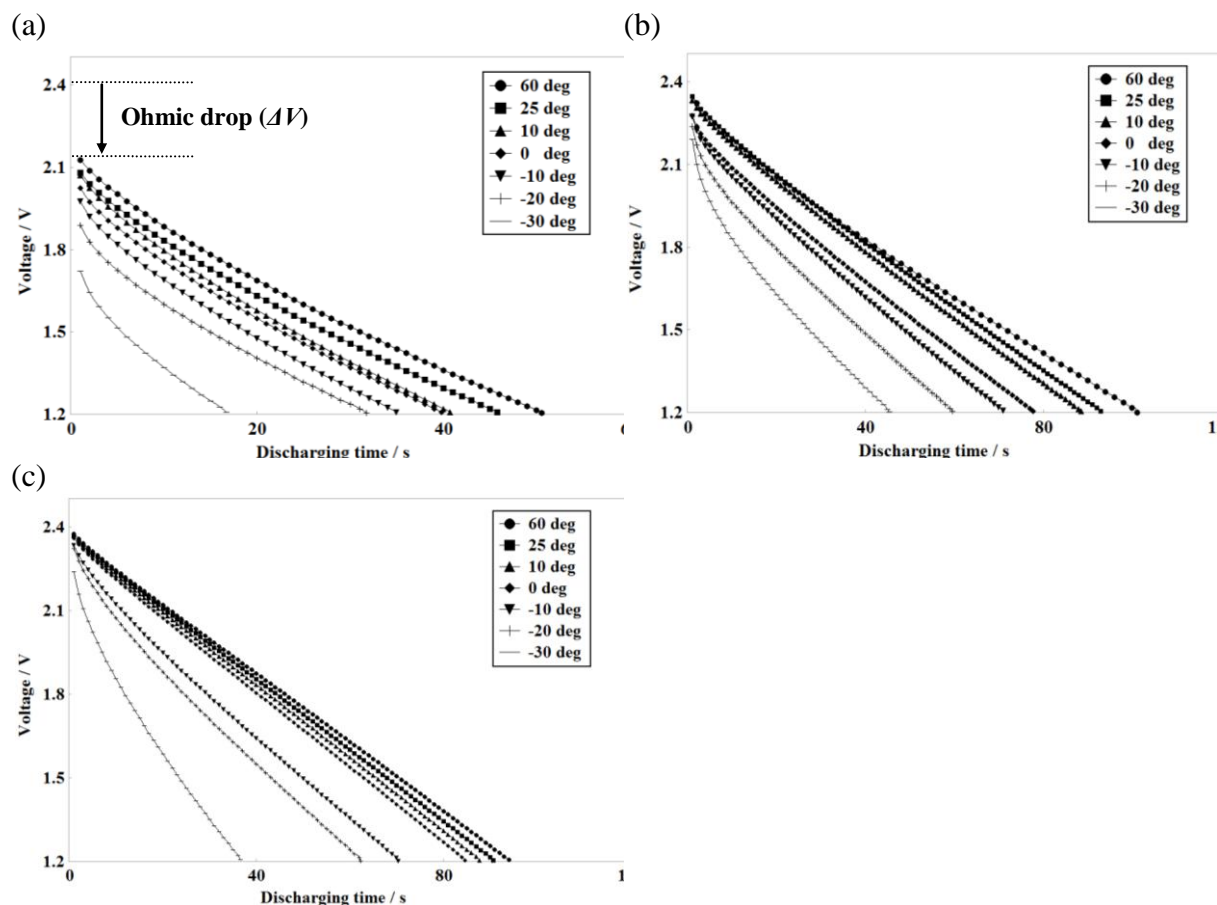 (a)
2.4
2.1
1.8
1.5
1.2
Voltage / V
Ohmic drop (ΔV)
60 deg
25 deg
10 deg
0 deg
-10 deg
-20 deg
-30 deg
0
20
40
Discharging time / s
(b)
2.4
2.1
1.8
1.5
1.2
Voltage / V
60 deg
25 deg
10 deg
0 deg
-10 deg
-20 deg
-30 deg
0
40
80
Discharging time / s
(c)
2.4
2.1
1.8
1.5
1.2
Voltage / V
60 deg
25 deg
10 deg
0 deg
-10 deg
-20 deg
-30 deg
0
40
80
Discharging time / s